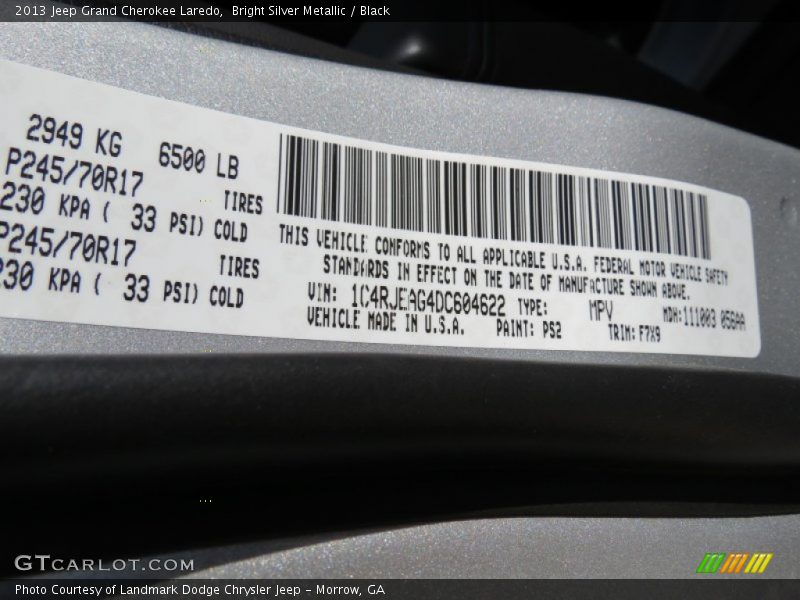 2013 Jeep Grand Cherokee Laredo,  Bright Silver Metallic / Black
2949 KG 6500 LB
P245/70R17 TIRES
230 KPA ( 33 PSI) COLD
P245/70R17 TIRES
230 KPA ( 33 PSI) COLD
THIS VEHICLE CONFORMS TO ALL APPLICABLE U.S.A. FEDERAL MOTOR VEHICLE SAFETY
STANDARDS IN EFFECT ON THE DATE OF MANUFACTURE SHOWN ABOVE.
VIN: 1C4RJEAG4DC604622 TYPE: MPV MDH:111003 056AA
VEHICLE MADE IN U.S.A. PAINT: PS2 TRIM: F7X9
GTCARLOT.COM
Photo Courtesy of Landmark Dodge Chrysler Jeep – Morrow, GA